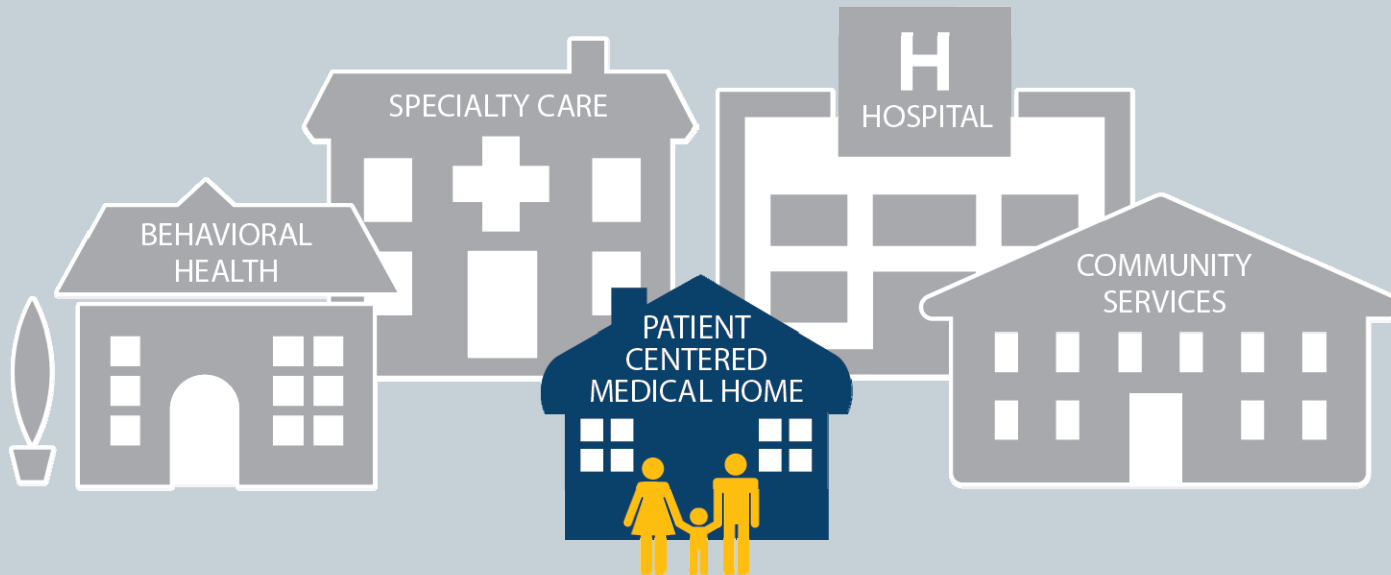 SPECIALTY CARE
H
HOSPITAL
BEHAVIORAL
HEALTH
COMMUNITY
SERVICES
PATIENT
CENTERED
MEDICAL HOME